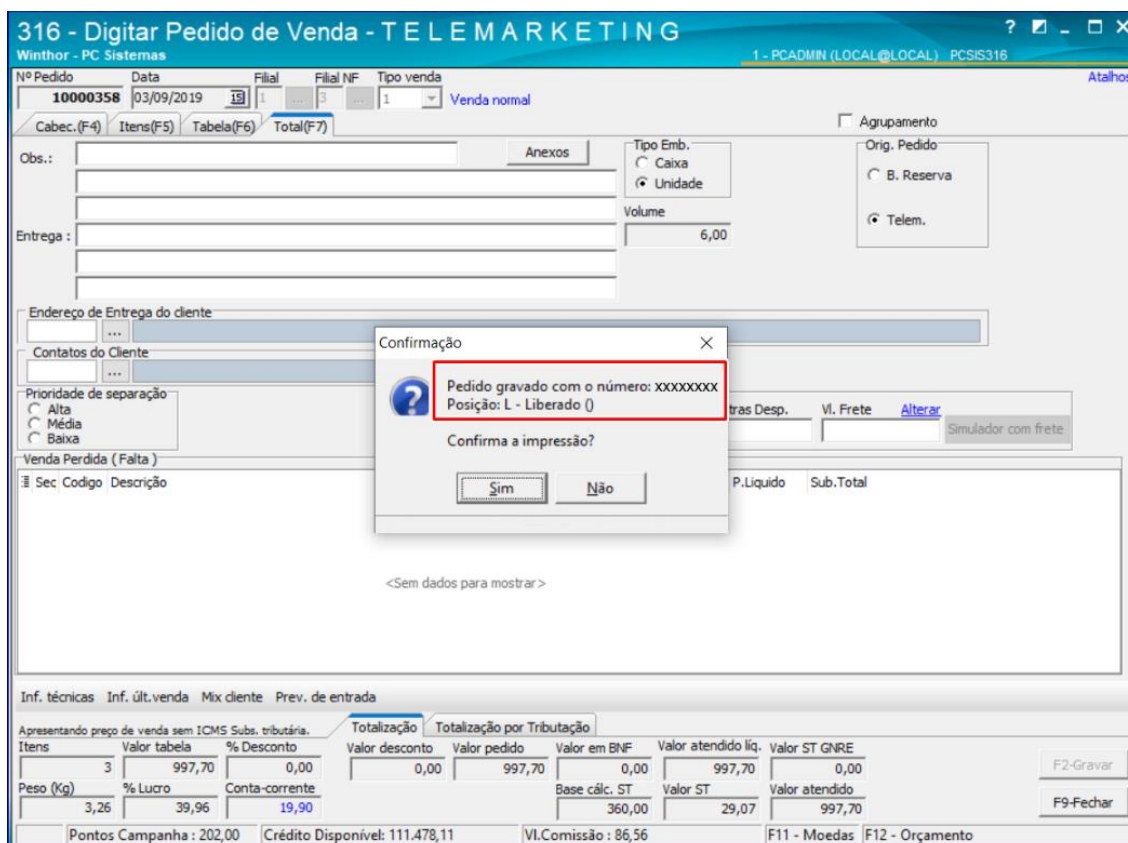 316 - Digitar Pedido de Venda - T E L E M A R K E T I N G
Winthor - PC Sistemas
1 - PCADMIN (LOCAL@LOCAL) PCSIS316
Nº Pedido Data Filial Filial NF Tipo venda Atalhos
10000358 03/09/2019 15 1 ... 3 ... 1 Venda normal
Cabec.(F4) Itens(F5) Tabela(F6) Total(F7) Agrupamento
Obs.: Anexos Tipo Emb. Orig. Pedido
Caixa B. Reserva
Unidade
Volume Telem.
Entrega : 6,00
Endereço de Entrega do cliente
...
Contatos do Cliente
...
Confirmação
Pedido gravado com o número: xxxxxxxx
Posição: L - Liberado ()
Confirma a impressão?
Sim Não
Prioridade de separação
Alta
Média
Baixa
tras Desp. Vl. Frete Alterar
Simulador com frete
Venda Perdida ( Falta )
Sec Codigo Descrição P.Liquido Sub.Total
<Sem dados para mostrar>
Inf. técnicas Inf. últ.venda Mix cliente Prev. de entrada
Apresentando preço de venda sem ICMS Subs. tributária. Totalização Totalização por Tributação
Itens Valor tabela % Desconto Valor desconto Valor pedido Valor em BNF Valor atendido líq. Valor ST GNRE
3 997,70 0,00 0,00 997,70 0,00 997,70 0,00 F2-Gravar
Peso (Kg) % Lucro Conta-corrente Base cálc. ST Valor ST Valor atendido
3,26 39,96 19,90 360,00 29,07 997,70 F9-Fechar
Pontos Campanha : 202,00 Crédito Disponível: 111.478,11 Vl.Comissão : 86,56 F11 - Moedas F12 - Orçamento